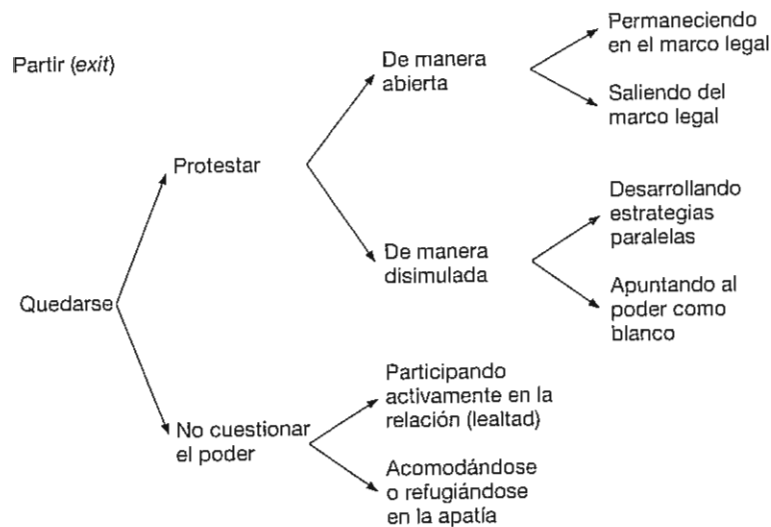 Partir (exit)
De manera
abierta
Permaneciendo
en el marco legal
Saliendo del
marco legal
Protestar
De manera
disimulada
Desarrollando
estrategias
paralelas
Apuntando al
poder como
blanco
Quedarse
No cuestionar
el poder
Participando
activamente en la
relación (lealtad)
Acomodándose
o refugiándose
en la apatía